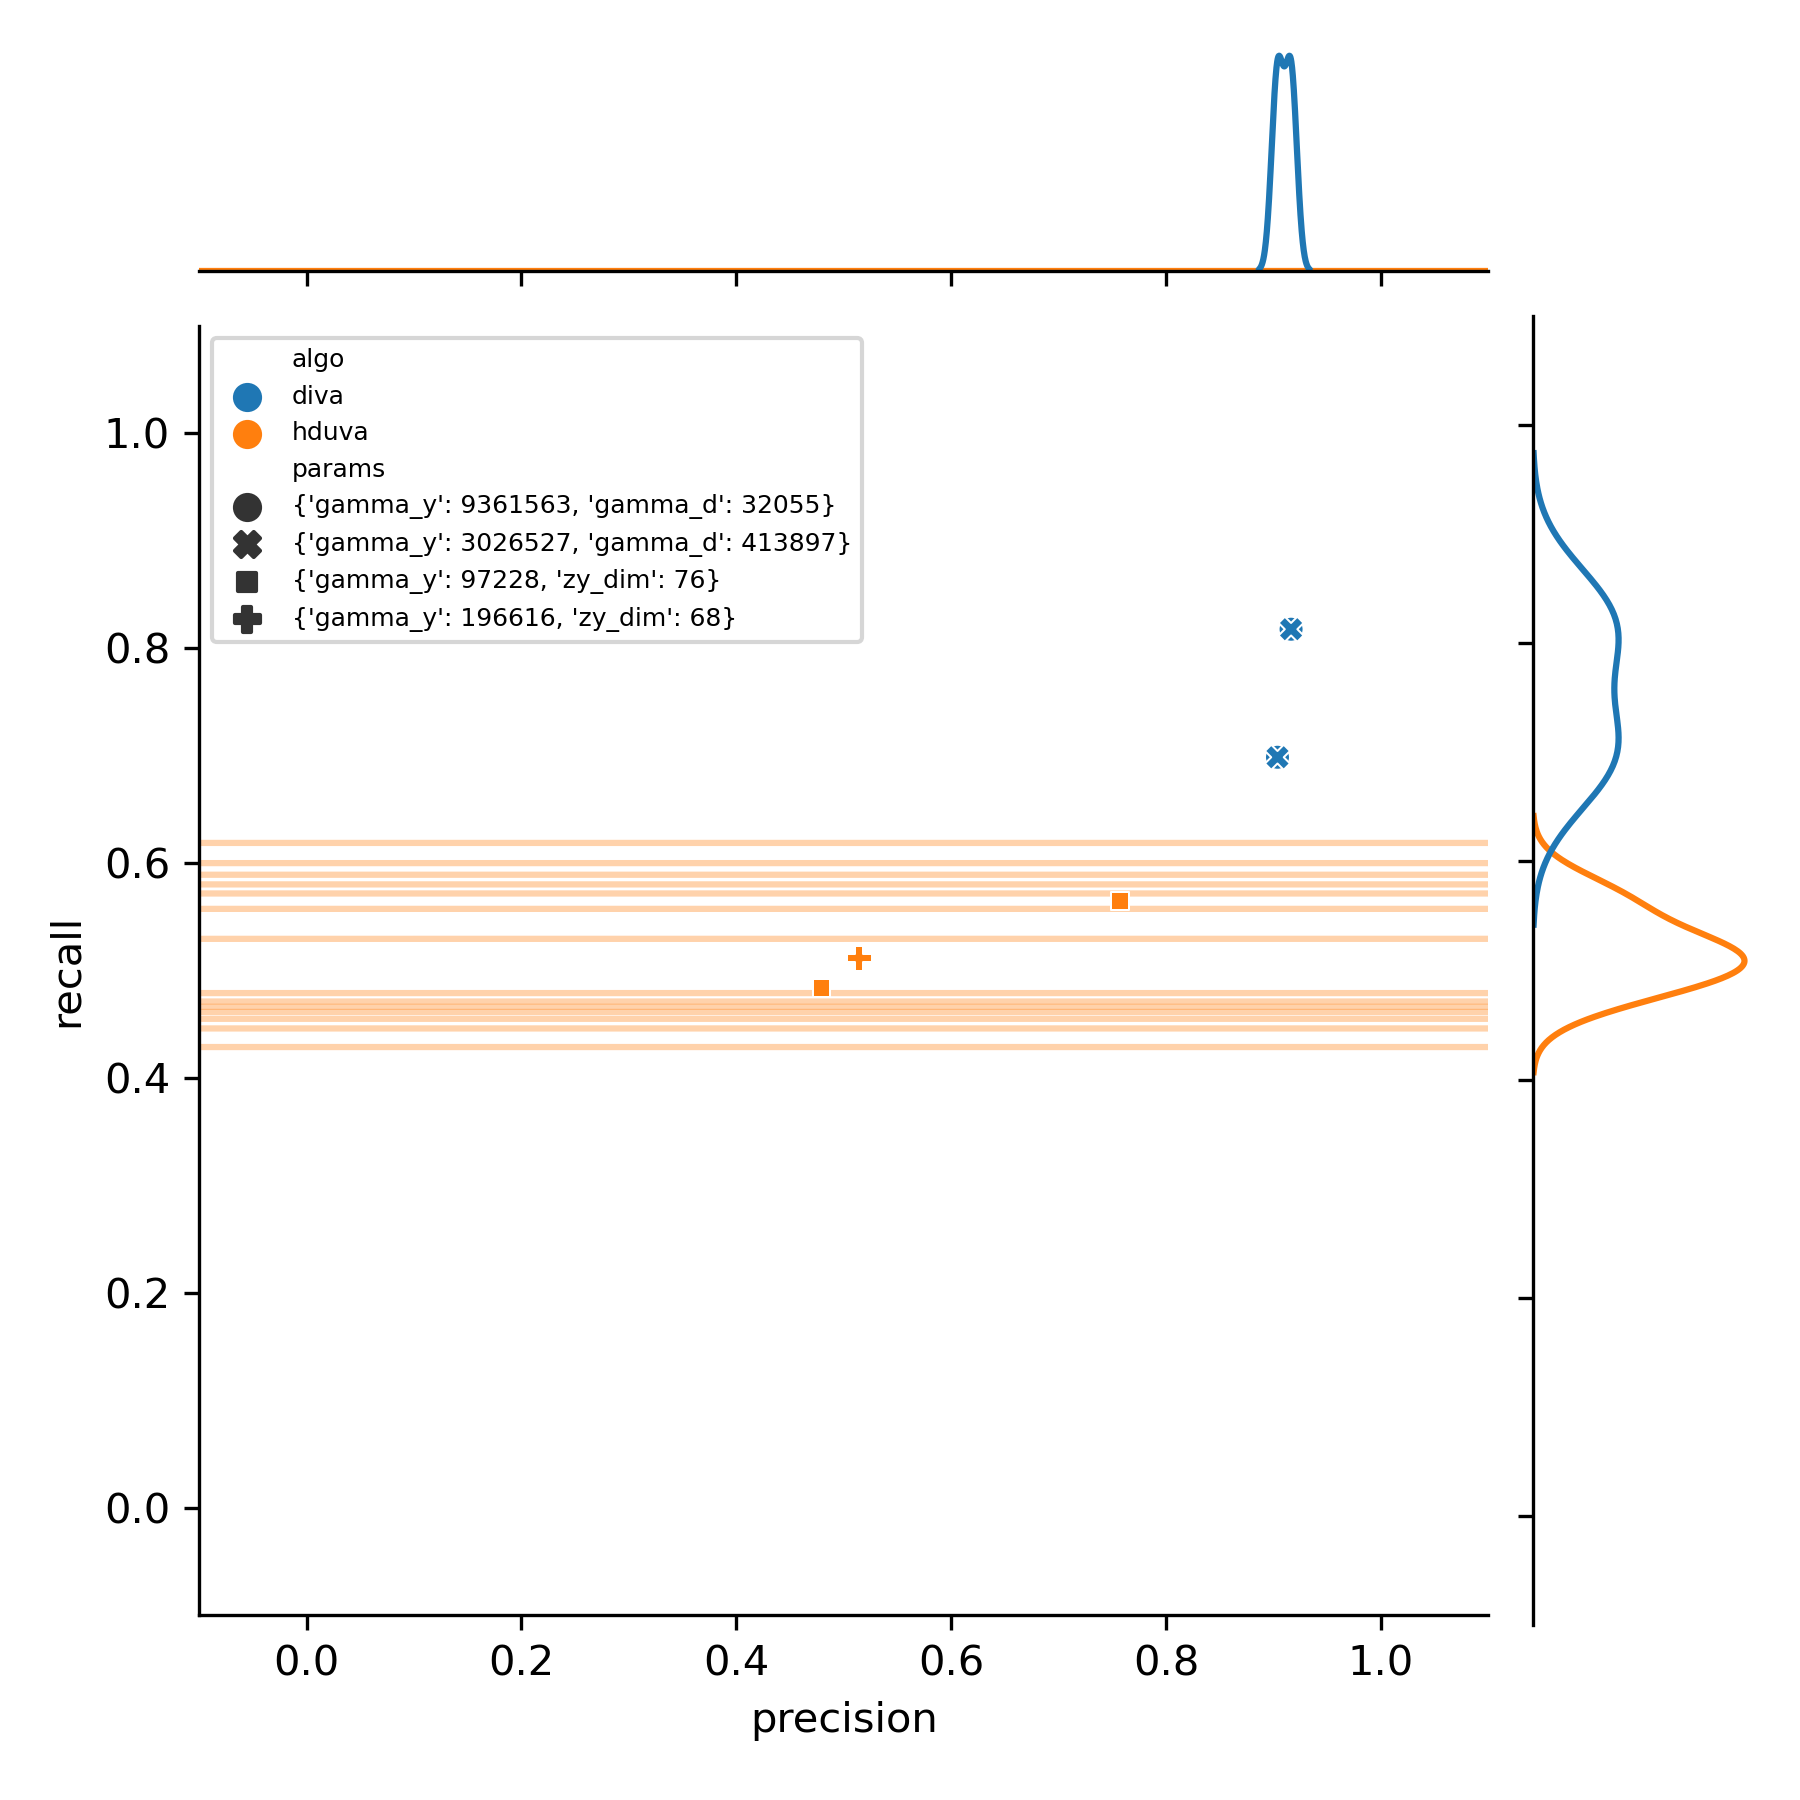 algo
diva
hduva
params
{'gamma_y': 9361563, 'gamma_d': 32055}
{'gamma_y': 3026527, 'gamma_d': 413897}
{'gamma_y': 97228, 'zy_dim': 76}
{'gamma_y': 196616, 'zy_dim': 68}
1.0
0.8
0.6
0.4
0.2
0.0
recall
0.0 0.2 0.4 0.6 0.8 1.0
precision